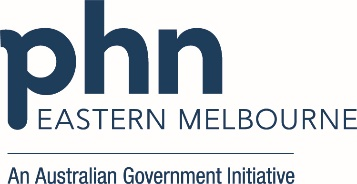 phn
EASTERN MELBOURNE
An Australian Government Initiative